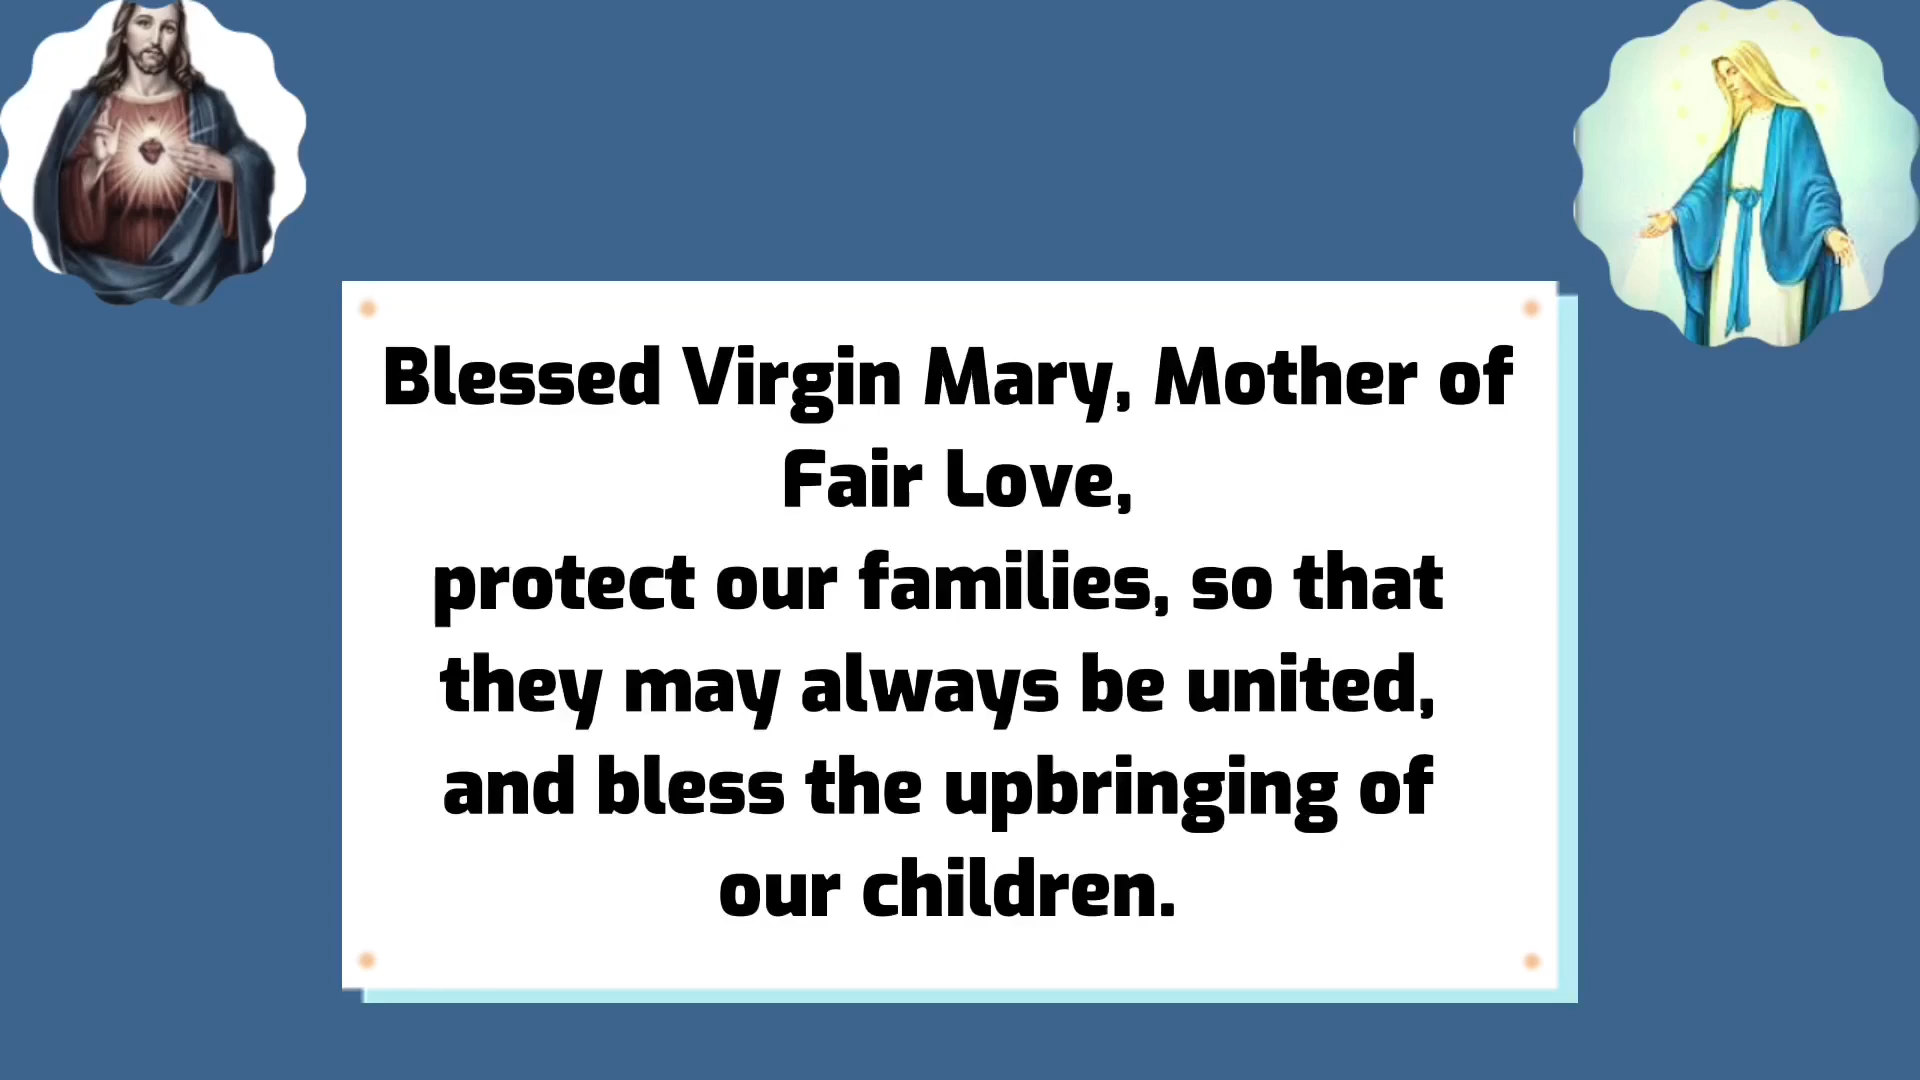 Blessed Virgin Mary, Mother of
Fair Love,
protect our families, so that
they may always be united,
and bless the upbringing of
our children.